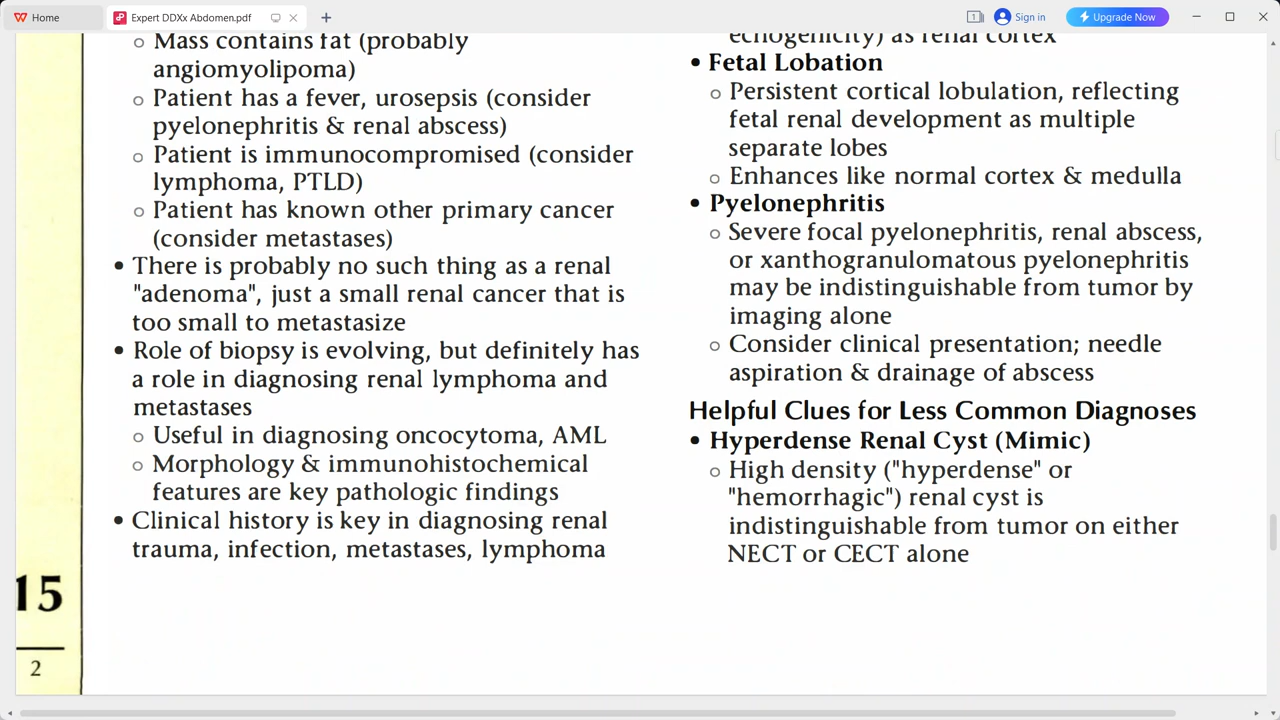 Home
Expert DDXx Abdomen.pdf
1
Sign in
Upgrade Now
Mass contains fat (probably
angiomyolipoma)
○ Patient has a fever, urosepsis (consider
pyelonephritis & renal abscess)
○ Patient is immunocompromised (consider
lymphoma, PTLD)
○ Patient has known other primary cancer
(consider metastases)
• There is probably no such thing as a renal
"adenoma", just a small renal cancer that is
too small to metastasize
• Role of biopsy is evolving, but definitely has
a role in diagnosing renal lymphoma and
metastases
○ Useful in diagnosing oncocytoma, AML
○ Morphology & immunohistochemical
features are key pathologic findings
• Clinical history is key in diagnosing renal
trauma, infection, metastases, lymphoma
echogenicity) as renal cortex
• Fetal Lobation
○ Persistent cortical lobulation, reflecting
fetal renal development as multiple
separate lobes
○ Enhances like normal cortex & medulla
• Pyelonephritis
○ Severe focal pyelonephritis, renal abscess,
or xanthogranulomatous pyelonephritis
may be indistinguishable from tumor by
imaging alone
○ Consider clinical presentation; needle
aspiration & drainage of abscess
Helpful Clues for Less Common Diagnoses
• Hyperdense Renal Cyst (Mimic)
○ High density ("hyperdense" or
"hemorrhagic") renal cyst is
indistinguishable from tumor on either
NECT or CECT alone
15
2